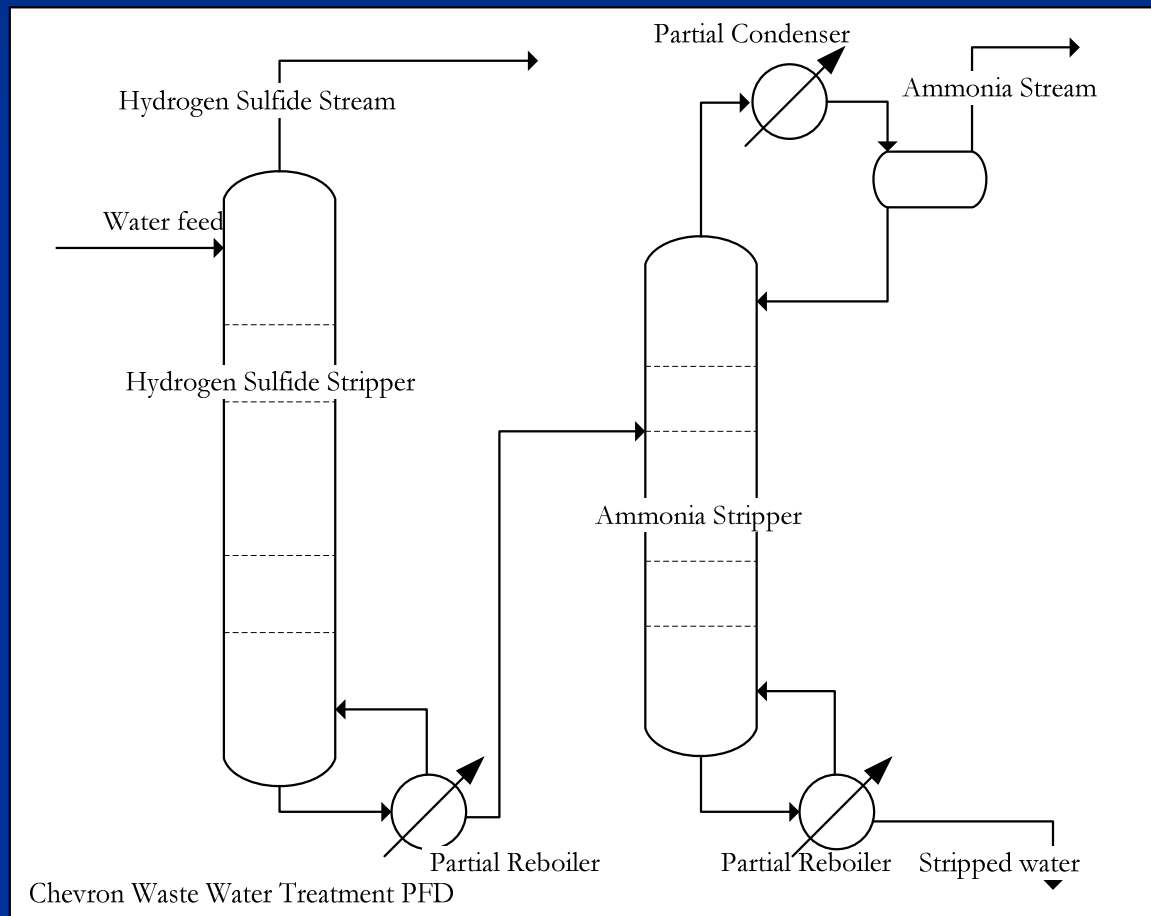 Partial Condenser
Ammonia Stream
Hydrogen Sulfide Stream
Water feed
Hydrogen Sulfide Stripper
Ammonia Stripper
Partial Reboiler
Partial Reboiler
Stripped water
Chevron Waste Water Treatment PFD